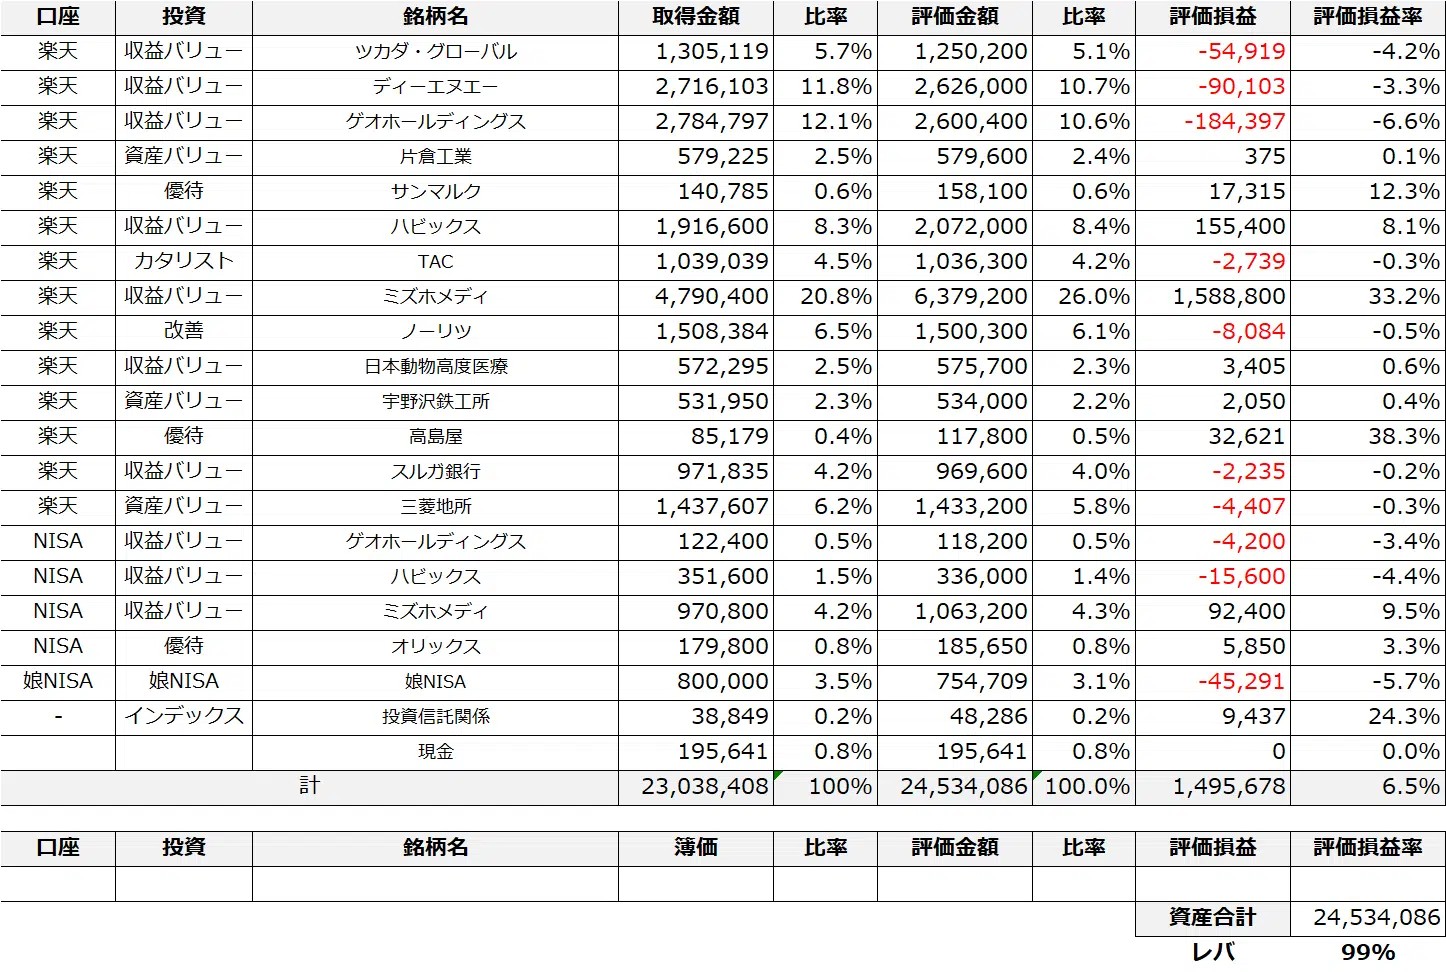 口座 投資 銘柄名 取得金額 比率 評価金額 比率 評価損益 評価損益率
楽天 収益バリュー ツカダ・グローバル 1,305,119 5.7% 1,250,200 5.1% -54,919 -4.2%
楽天 収益バリュー ディーエヌエー 2,716,103 11.8% 2,626,000 10.7% -90,103 -3.3%
楽天 収益バリュー ゲオホールディングス 2,784,797 12.1% 2,600,400 10.6% -184,397 -6.6%
楽天 資産バリュー 片倉工業 579,225 2.5% 579,600 2.4% 375 0.1%
楽天 優待 サンマルク 140,785 0.6% 158,100 0.6% 17,315 12.3%
楽天 収益バリュー ハビックス 1,916,600 8.3% 2,072,000 8.4% 155,400 8.1%
楽天 カタリスト TAC 1,039,039 4.5% 1,036,300 4.2% -2,739 -0.3%
楽天 収益バリュー ミズホメディ 4,790,400 20.8% 6,379,200 26.0% 1,588,800 33.2%
楽天 改善 ノーリツ 1,508,384 6.5% 1,500,300 6.1% -8,084 -0.5%
楽天 収益バリュー 日本動物高度医療 572,295 2.5% 575,700 2.3% 3,405 0.6%
楽天 資産バリュー 宇野沢鉄工所 531,950 2.3% 534,000 2.2% 2,050 0.4%
楽天 優待 高島屋 85,179 0.4% 117,800 0.5% 32,621 38.3%
楽天 収益バリュー スルガ銀行 971,835 4.2% 969,600 4.0% -2,235 -0.2%
楽天 資産バリュー 三菱地所 1,437,607 6.2% 1,433,200 5.8% -4,407 -0.3%
NISA 収益バリュー ゲオホールディングス 122,400 0.5% 118,200 0.5% -4,200 -3.4%
NISA 収益バリュー ハビックス 351,600 1.5% 336,000 1.4% -15,600 -4.4%
NISA 収益バリュー ミズホメディ 970,800 4.2% 1,063,200 4.3% 92,400 9.5%
NISA 優待 オリックス 179,800 0.8% 185,650 0.8% 5,850 3.3%
娘NISA 娘NISA 娘NISA 800,000 3.5% 754,709 3.1% -45,291 -5.7%
- インデックス 投資信託関係 38,849 0.2% 48,286 0.2% 9,437 24.3%
現金 195,641 0.8% 195,641 0.8% 0 0.0%
計 23,038,408 100% 24,534,086 100.0% 1,495,678 6.5%
口座 投資 銘柄名 簿価 比率 評価金額 比率 評価損益 評価損益率
資産合計 24,534,086
レバ 99%